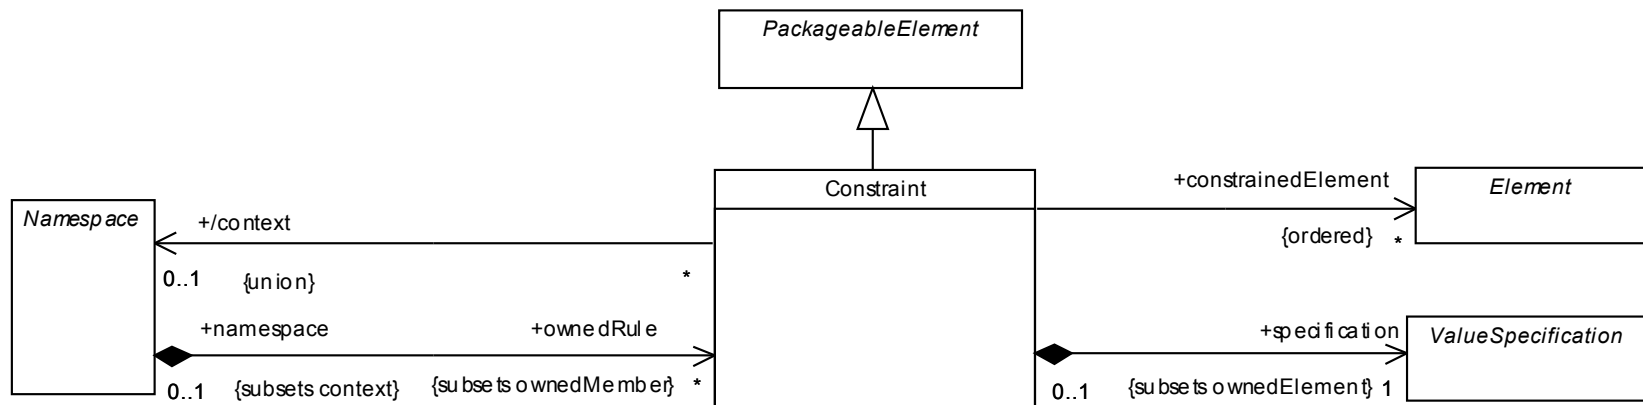 PackageableElement
Constraint
+constrainedElement
Element
{ordered} *
Namespace
+/context
0..1 {union} *
+namespace +ownedRule
0..1 {subsets context} {subsets ownedMember} *
+specification
ValueSpecification
0..1 {subsets ownedElement} 1